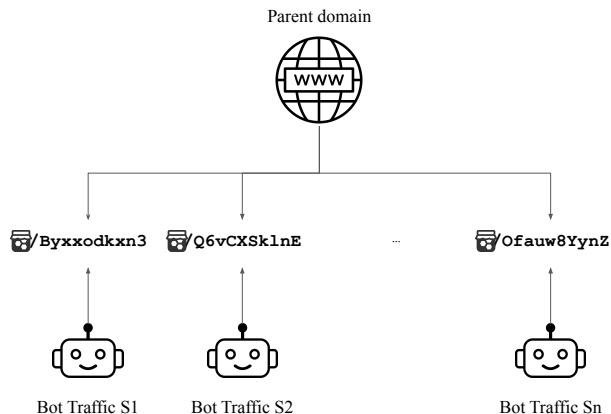 Parent domain
WWW
/Byxxodkxn3 /Q6vCXSklnE ... /Ofauw8YynZ
Bot Traffic S1 Bot Traffic S2 Bot Traffic Sn